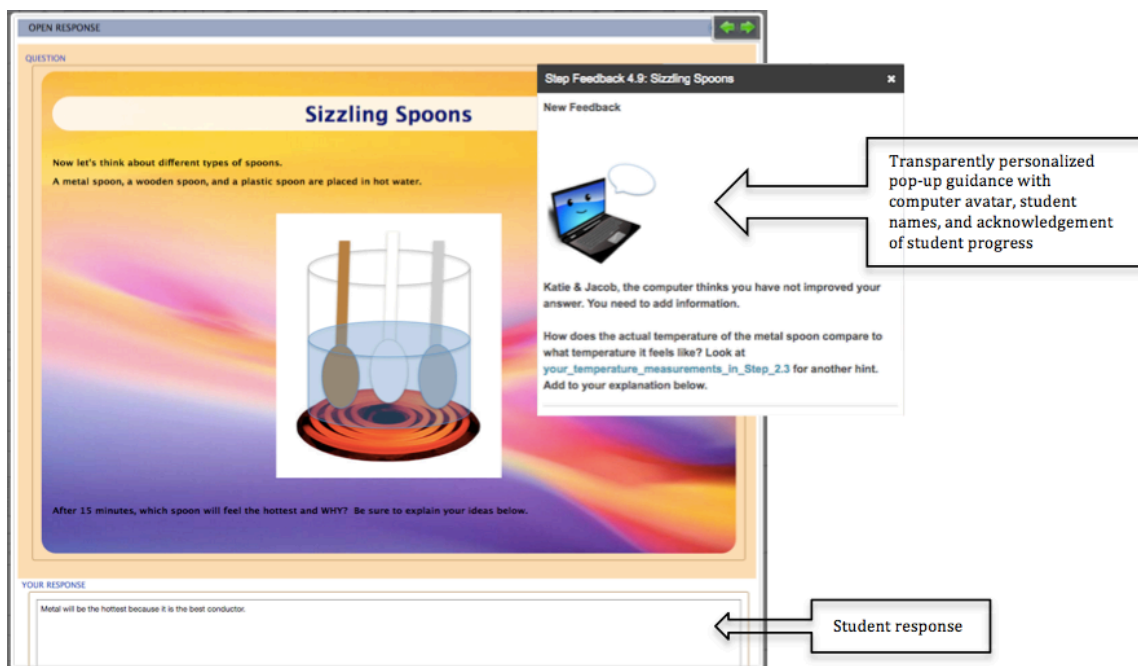 OPEN RESPONSE
QUESTION
Sizzling Spoons
Now let's think about different types of spoons.
A metal spoon, a wooden spoon, and a plastic spoon are placed in hot water.
After 15 minutes, which spoon will feel the hottest and WHY? Be sure to explain your ideas below.
YOUR RESPONSE
Metal will be the hottest because it is the best conductor.
Step Feedback 4.9: Sizzling Spoons
New Feedback
Katie & Jacob, the computer thinks you have not improved your
answer. You need to add information.
How does the actual temperature of the metal spoon compare to
what temperature it feels like? Look at
your_temperature_measurements_in_Step_2.3 for another hint.
Add to your explanation below.
Transparently personalized
pop-up guidance with
computer avatar, student
names, and acknowledgement
of student progress
Student response